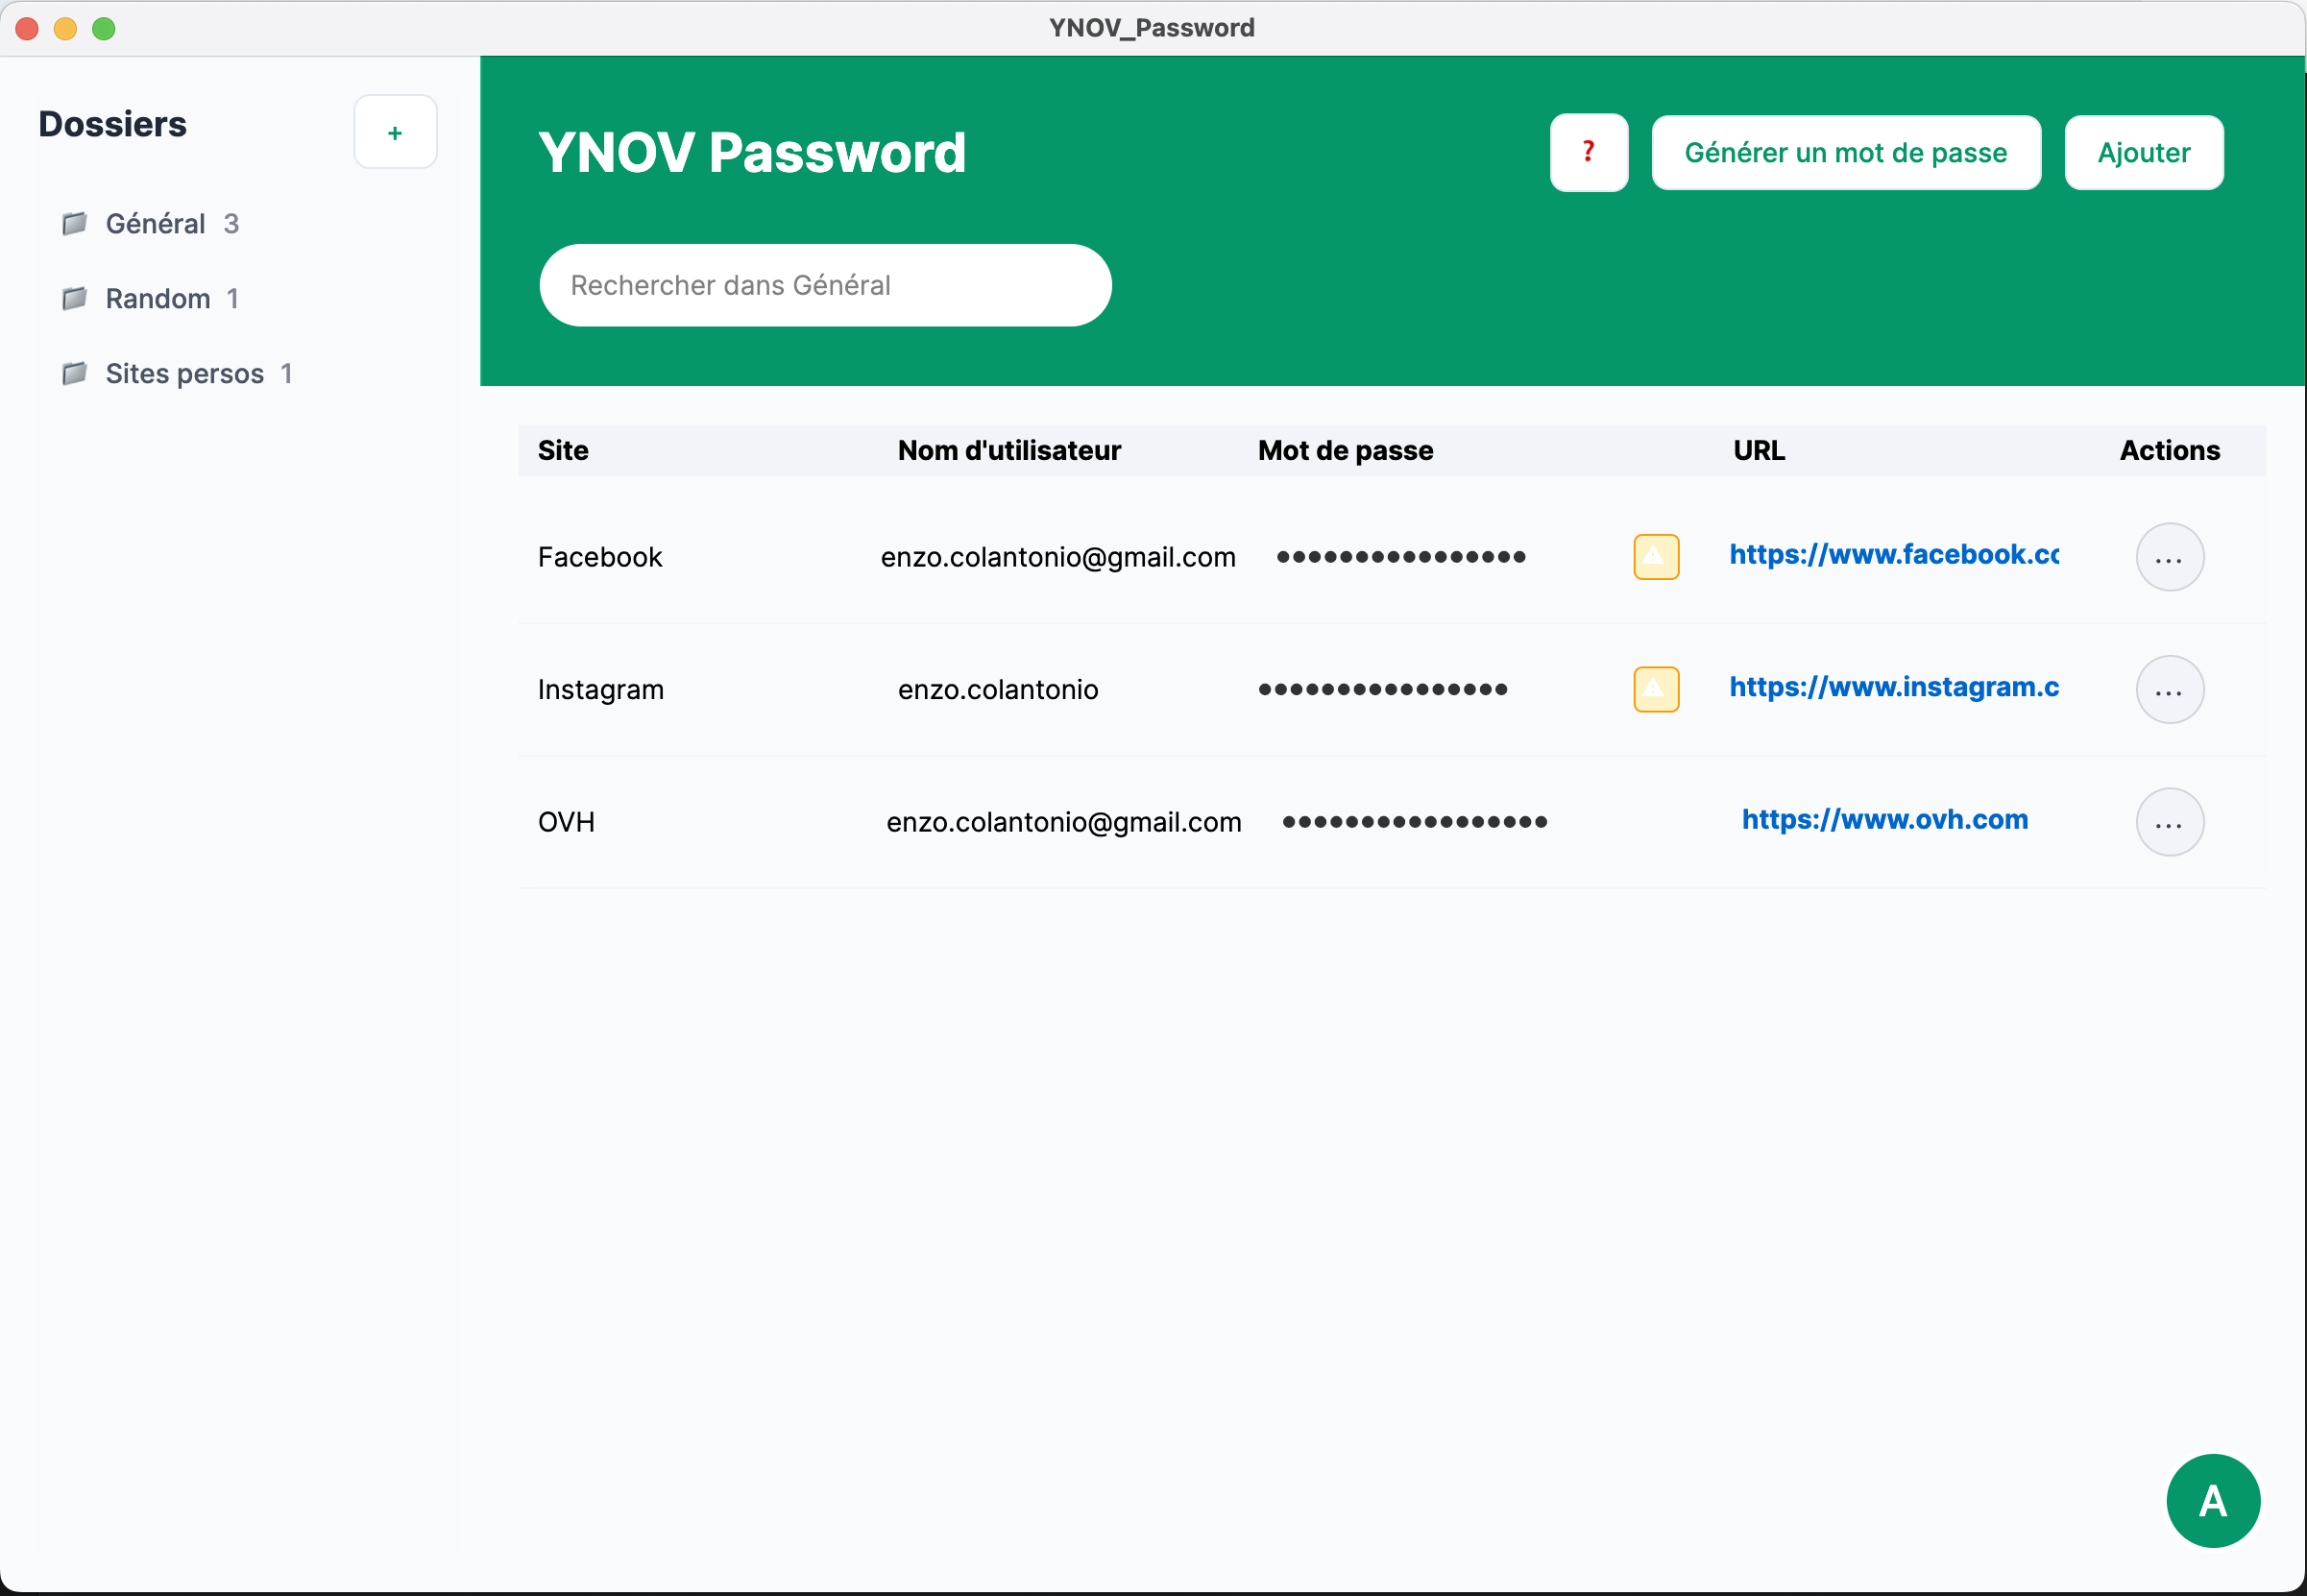 YNOV_Password
Dossiers
+
Général 3
Random 1
Sites persos 1
YNOV Password
?
Générer un mot de passe
Ajouter
Rechercher dans Général
Site Nom d'utilisateur Mot de passe URL Actions
Facebook enzo.colantonio@gmail.com ●●●●●●●●●●●●●●●● https://www.facebook.cc ...
Instagram enzo.colantonio ●●●●●●●●●●●●●●●● https://www.instagram.c ...
OVH enzo.colantonio@gmail.com ●●●●●●●●●●●●●●●●● https://www.ovh.com ...
A